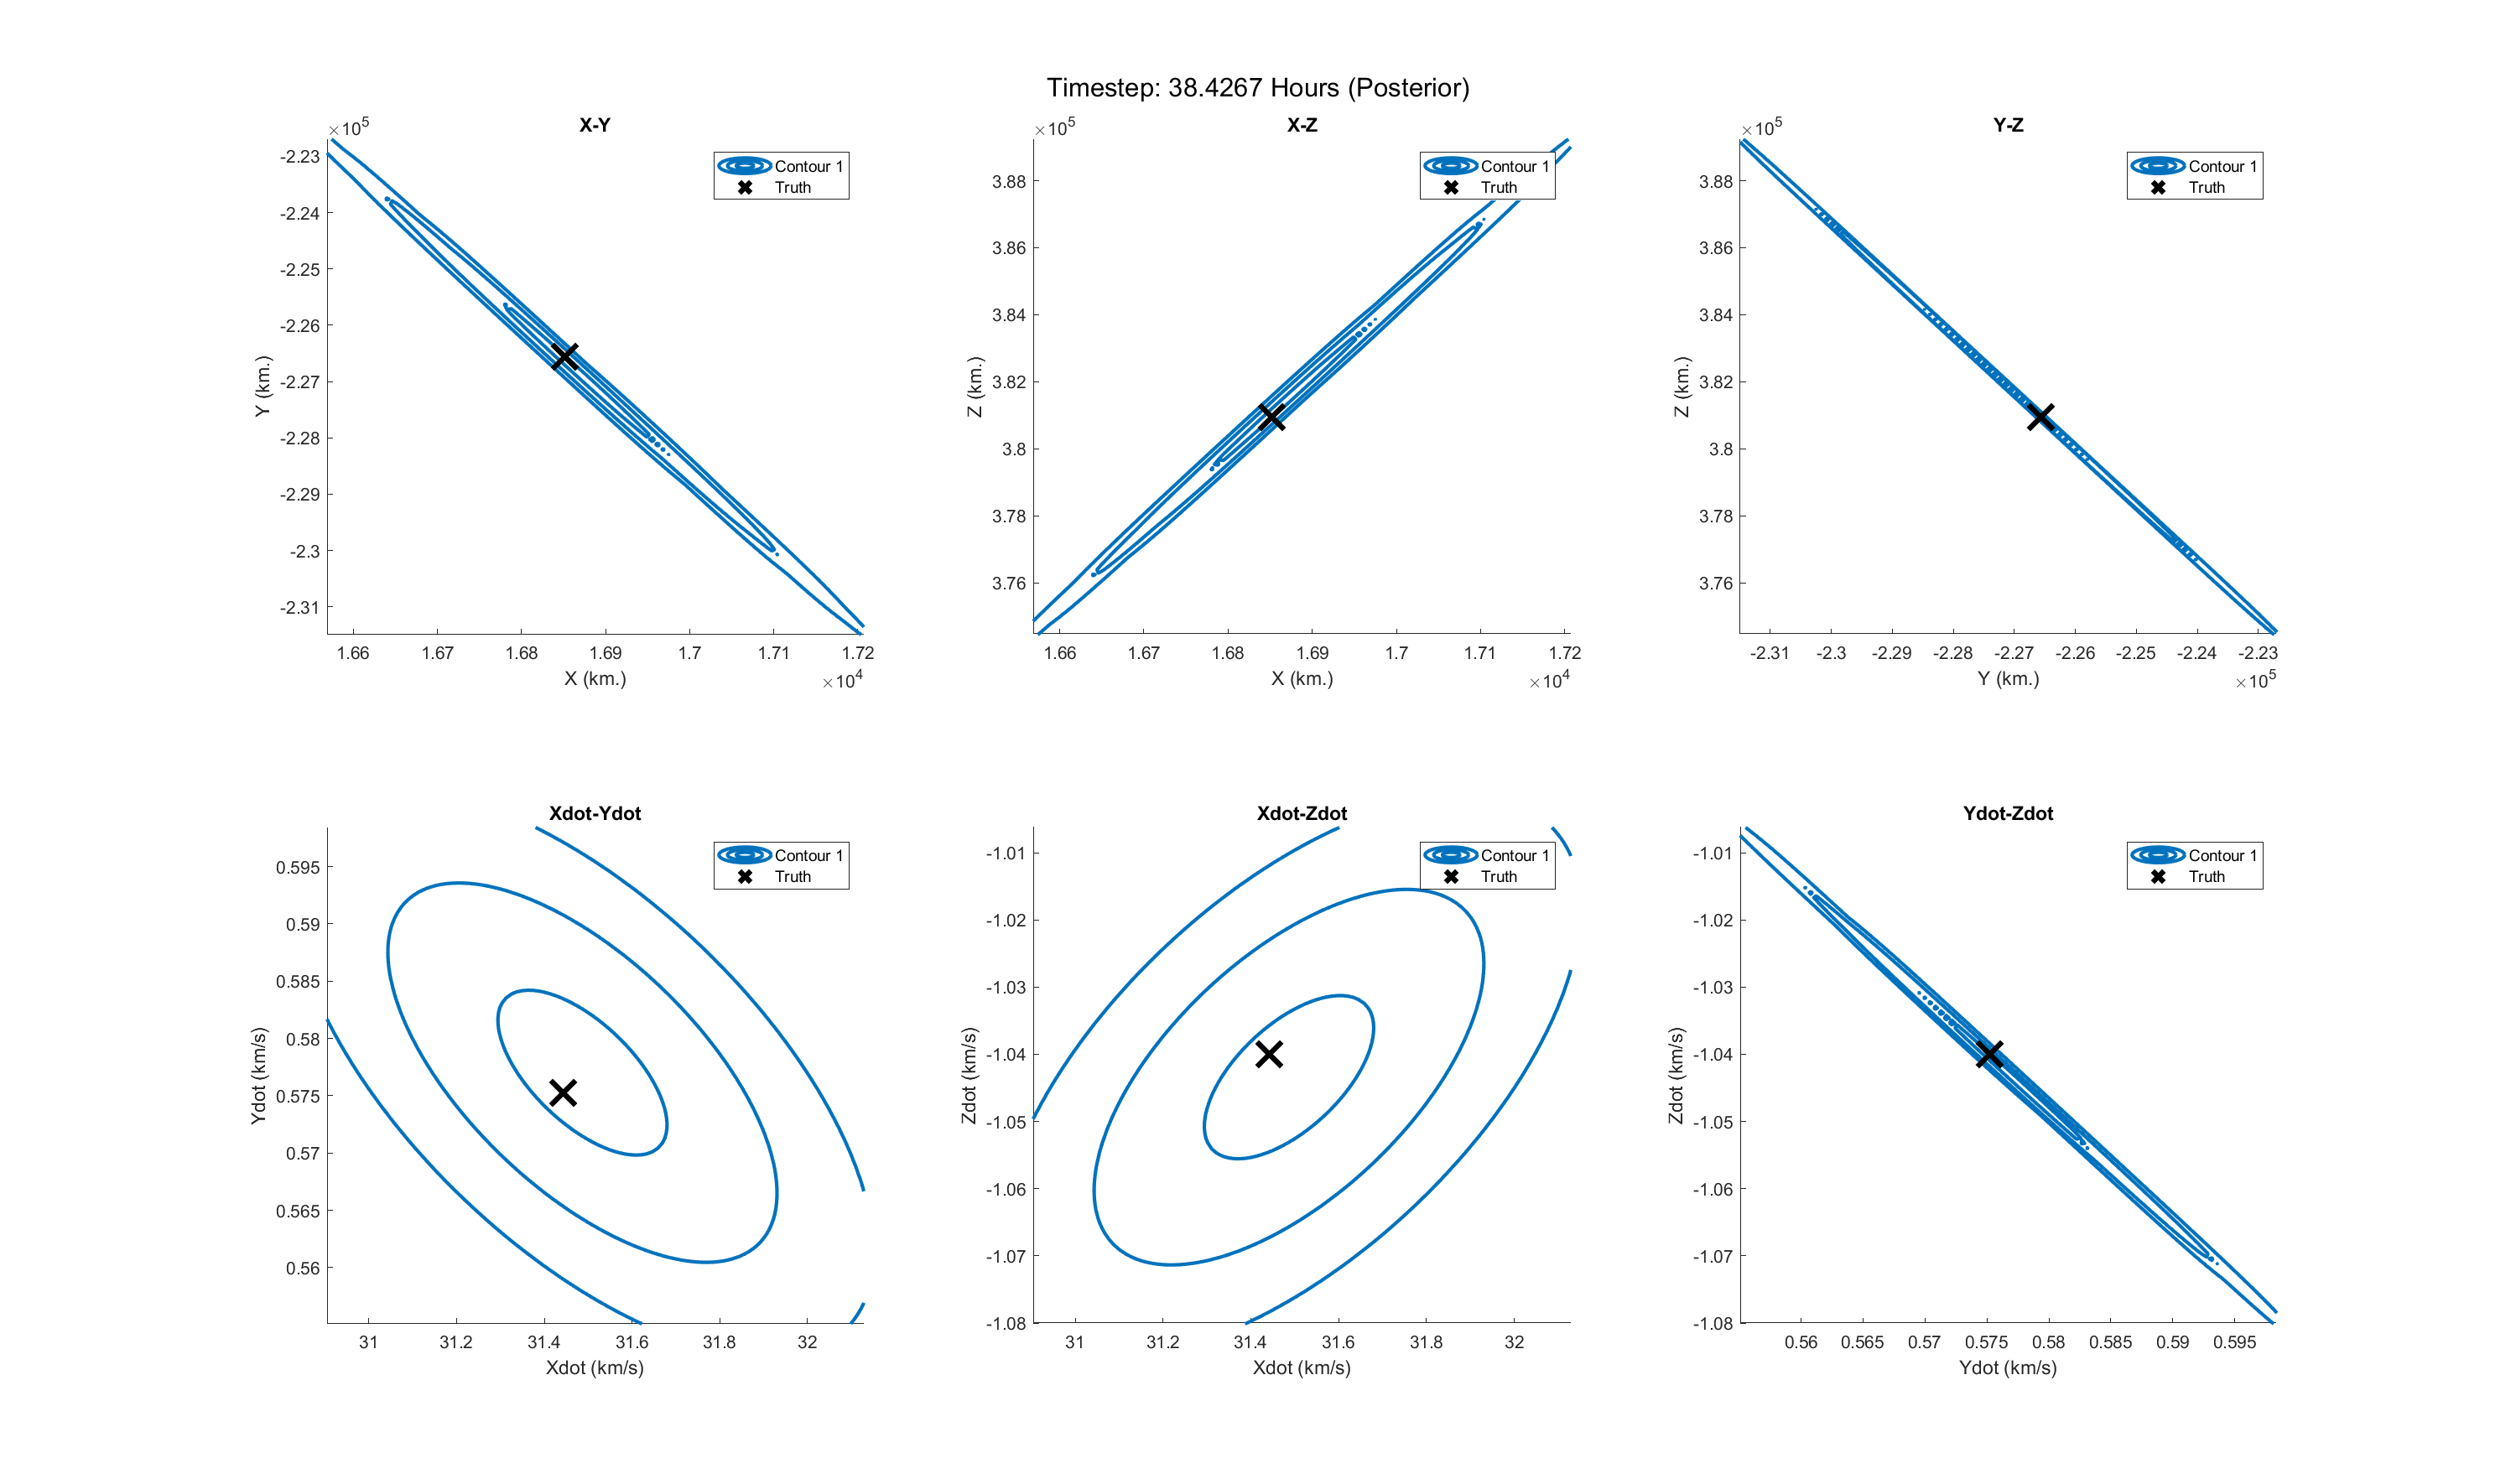 Timestep: 38.4267 Hours (Posterior)
X-Y
×10^5
Contour 1
Truth
-2.23
-2.24
-2.25
-2.26
-2.27
-2.28
-2.29
-2.3
-2.31
Y (km.)
1.66 1.67 1.68 1.69 1.7 1.71 1.72
X (km.)
×10^4
X-Z
×10^5
Contour 1
Truth
3.88
3.86
3.84
3.82
3.8
3.78
3.76
Z (km.)
1.66 1.67 1.68 1.69 1.7 1.71 1.72
X (km.)
×10^4
Y-Z
×10^5
Contour 1
Truth
3.88
3.86
3.84
3.82
3.8
3.78
3.76
Z (km.)
-2.31 -2.3 -2.29 -2.28 -2.27 -2.26 -2.25 -2.24 -2.23
Y (km.)
×10^5
Xdot-Ydot
Contour 1
Truth
0.595
0.59
0.585
0.58
0.575
0.57
0.565
0.56
Ydot (km/s)
31 31.2 31.4 31.6 31.8 32
Xdot (km/s)
Xdot-Zdot
Contour 1
Truth
-1.01
-1.02
-1.03
-1.04
-1.05
-1.06
-1.07
-1.08
Zdot (km/s)
31 31.2 31.4 31.6 31.8 32
Xdot (km/s)
Ydot-Zdot
Contour 1
Truth
-1.01
-1.02
-1.03
-1.04
-1.05
-1.06
-1.07
-1.08
Zdot (km/s)
0.56 0.565 0.57 0.575 0.58 0.585 0.59 0.595
Ydot (km/s)